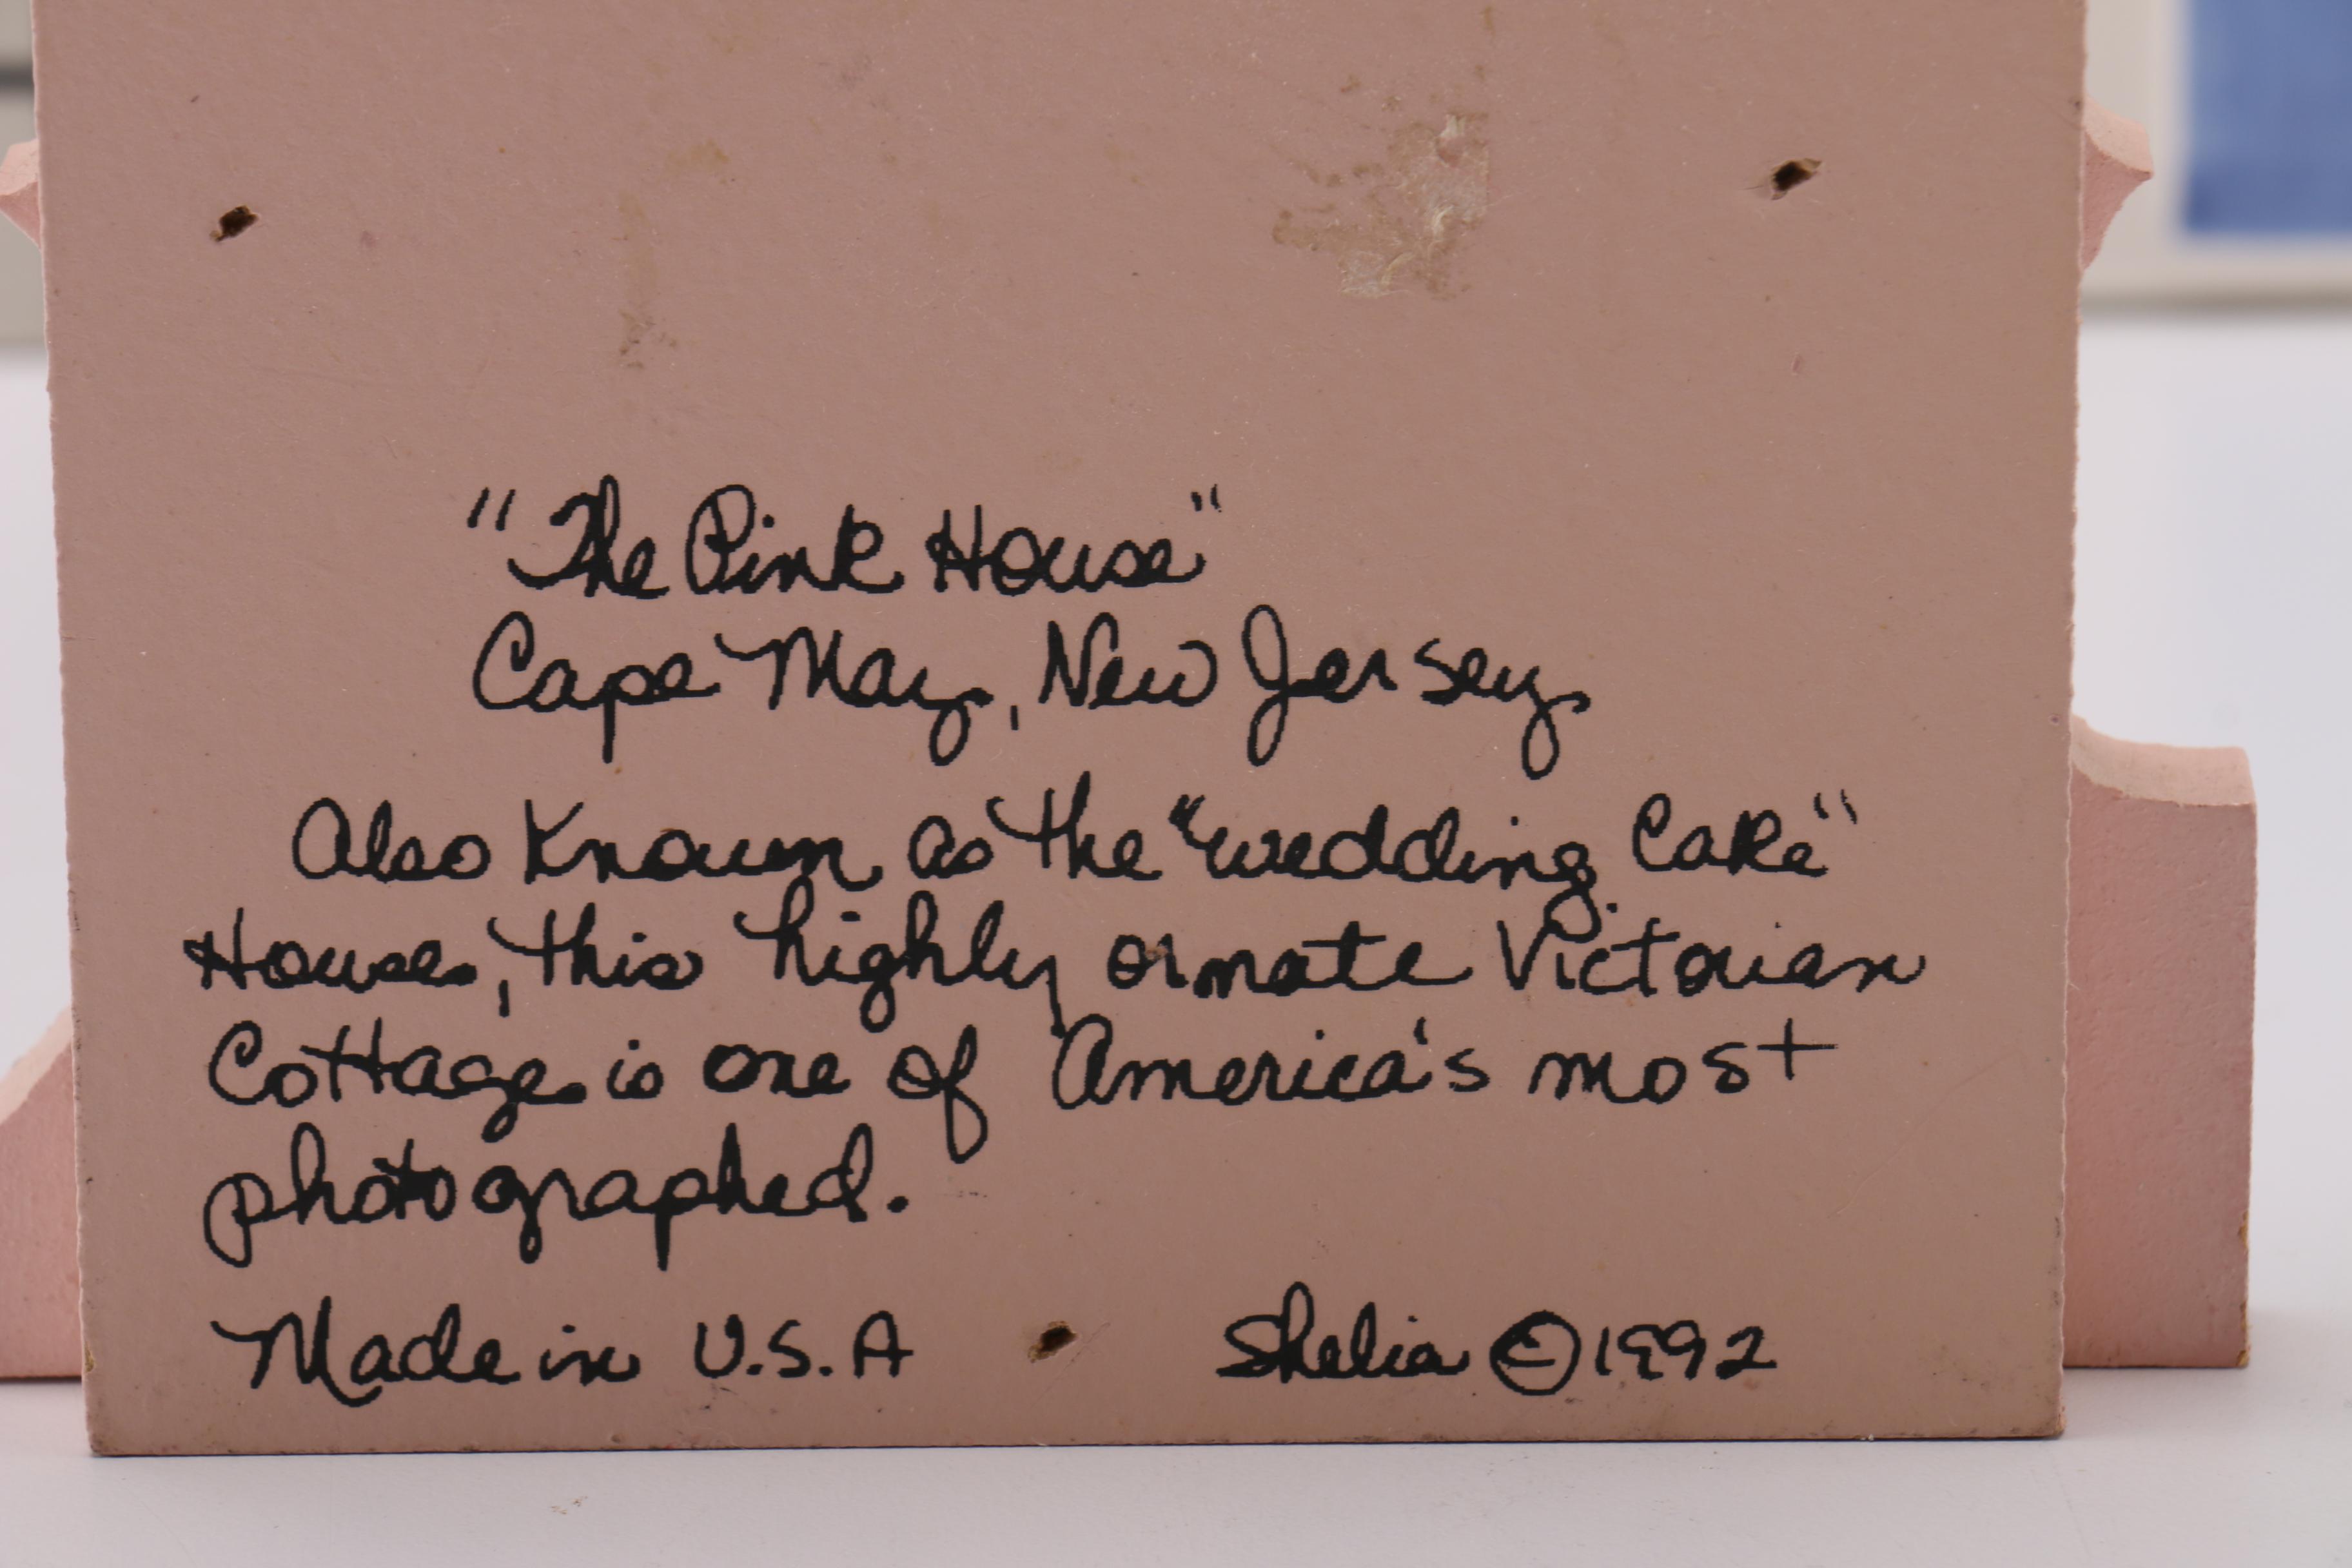 "The Pink House"
Cape May, New Jersey
Also Known as the "Wedding Cake"
House, this highly ornate Victorian
Cottage is one of America's most
photographed.
Made in U.S.A Shelia © 1992